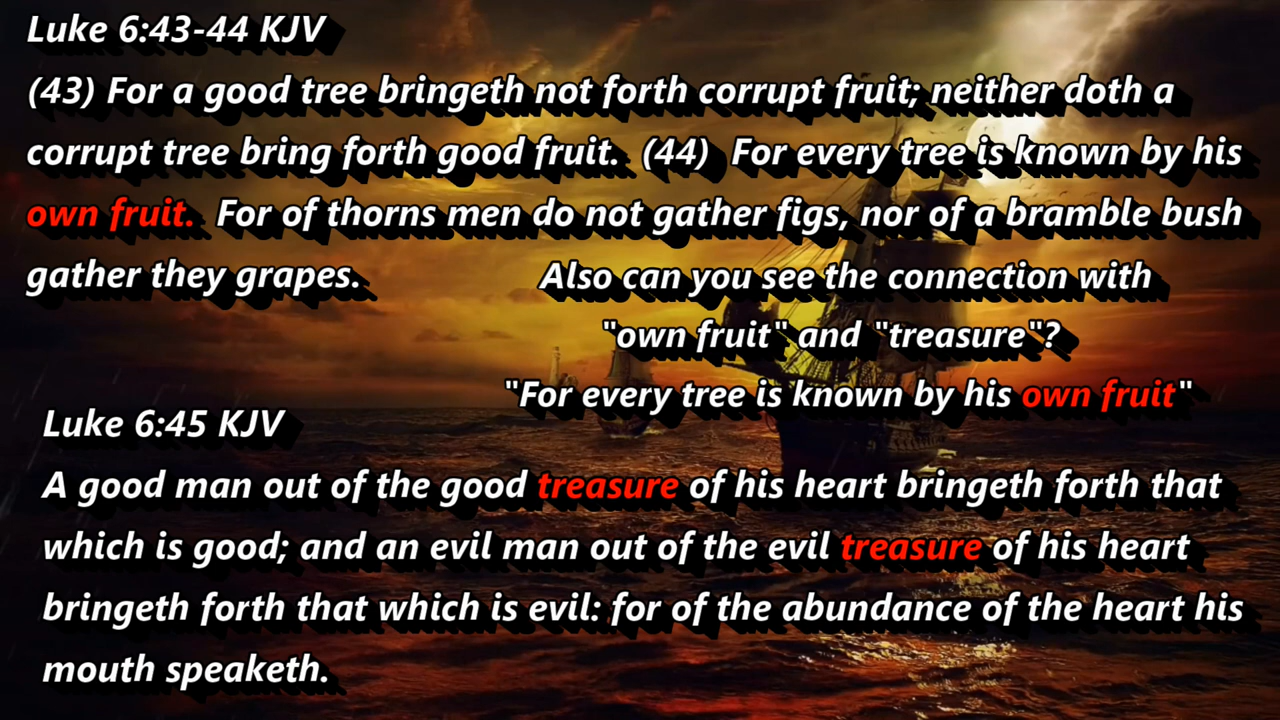 Luke 6:43-44 KJV
(43) For a good tree bringeth not forth corrupt fruit; neither doth a
corrupt tree bring forth good fruit. (44) For every tree is known by his
own fruit. For of thorns men do not gather figs, nor of a bramble bush
gather they grapes.
Also can you see the connection with
"own fruit" and "treasure"?
"For every tree is known by his own fruit"
Luke 6:45 KJV
A good man out of the good treasure of his heart bringeth forth that
which is good; and an evil man out of the evil treasure of his heart
bringeth forth that which is evil: for of the abundance of the heart his
mouth speaketh.